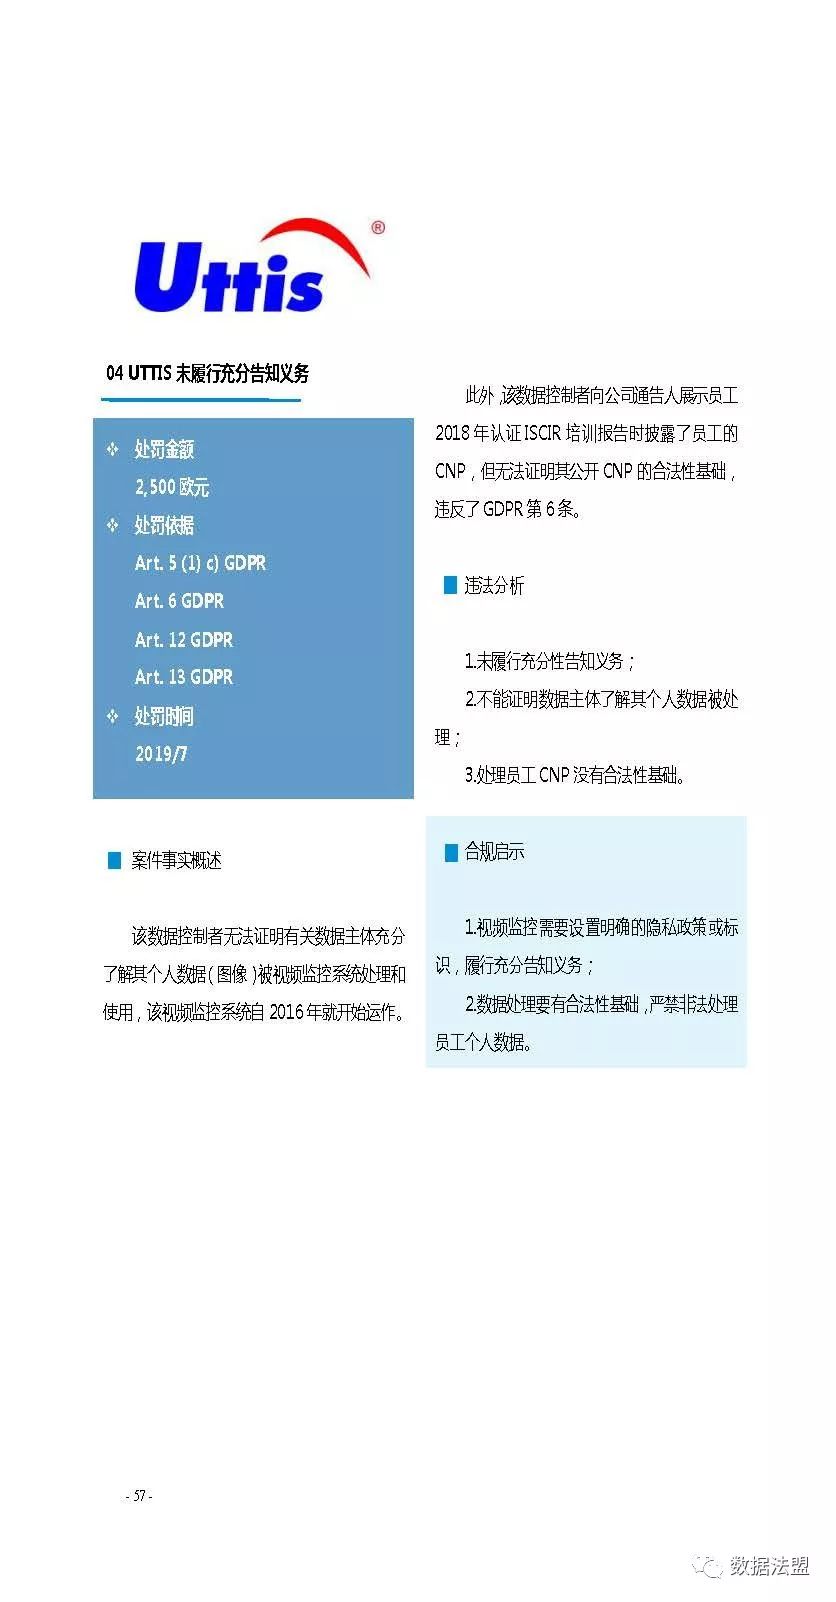 Uttis®
04 UTTIS 未履行充分告知义务
❖ 处罚金额
2,500 欧元
❖ 处罚依据
Art. 5 (1) c) GDPR
Art. 6 GDPR
Art. 12 GDPR
Art. 13 GDPR
❖ 处罚时间
2019/7
案件事实概述
该数据控制者无法证明有关数据主体充分
了解其个人数据(图像)被视频监控系统处理和
使用，该视频监控系统自 2016 年就开始运作。
此外,该数据控制者向公司通告人展示员工
2018 年认证 ISCIR 培训报告时披露了员工的
CNP，但无法证明其公开 CNP 的合法性基础，
违反了 GDPR 第 6 条。
违法分析
1.未履行充分性告知义务；
2.不能证明数据主体了解其个人数据被处
理；
3.处理员工 CNP 没有合法性基础。
合规启示
1.视频监控需要设置明确的隐私政策或标
识，履行充分告知义务；
2.数据处理要有合法性基础,严禁非法处理
员工个人数据。
- 57 -
数据法盟